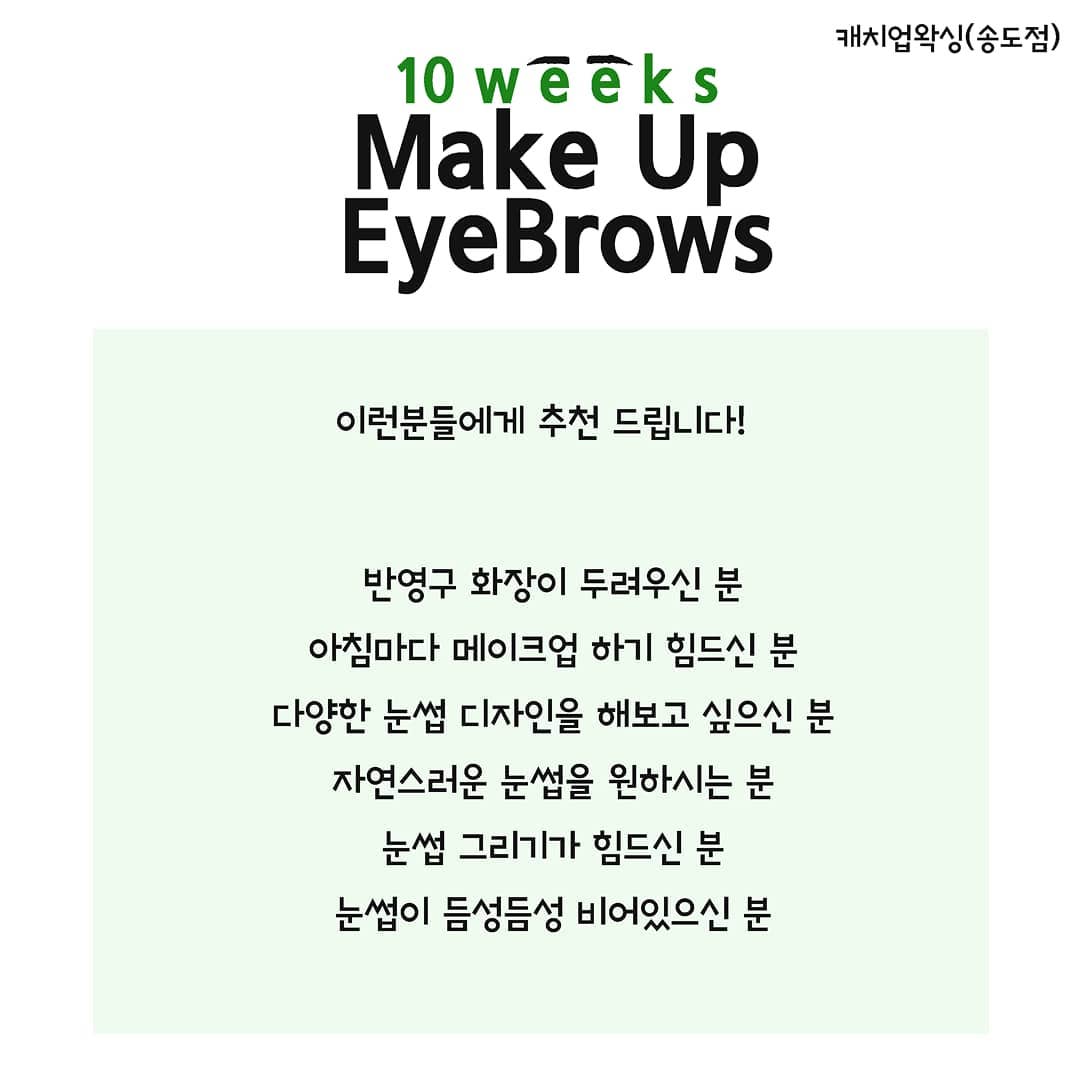 캐치업왁싱(송도점)
10 weeks
Make Up
EyeBrows
이런분들에게 추천 드립니다!
반영구 화장이 두려우신 분
아침마다 메이크업 하기 힘드신 분
다양한 눈썹 디자인을 해보고 싶으신 분
자연스러운 눈썹을 원하시는 분
눈썹 그리기가 힘드신 분
눈썹이 듬성듬성 비어있으신 분